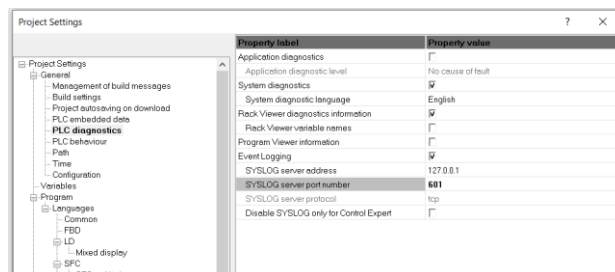 Project Settings
? ×
Property label Property value
Project Settings
General
Management of build messages
Build settings
Project autosaving on download
PLC embedded data
PLC diagnostics
PLC behaviour
Path
Time
Configuration
Variables
Program
Languages
Common
FBD
LD
Mixed display
SFC
Application diagnostics
Application diagnostic level No cause of fault
System diagnostics
System diagnostic language English
Rack Viewer diagnostics information
Rack Viewer variable names
Program Viewer information
Event Logging
SYSLOG server address 127.0.0.1
SYSLOG server port number 601
SYSLOG server protocol tcp
Disable SYSLOG only for Control Expert